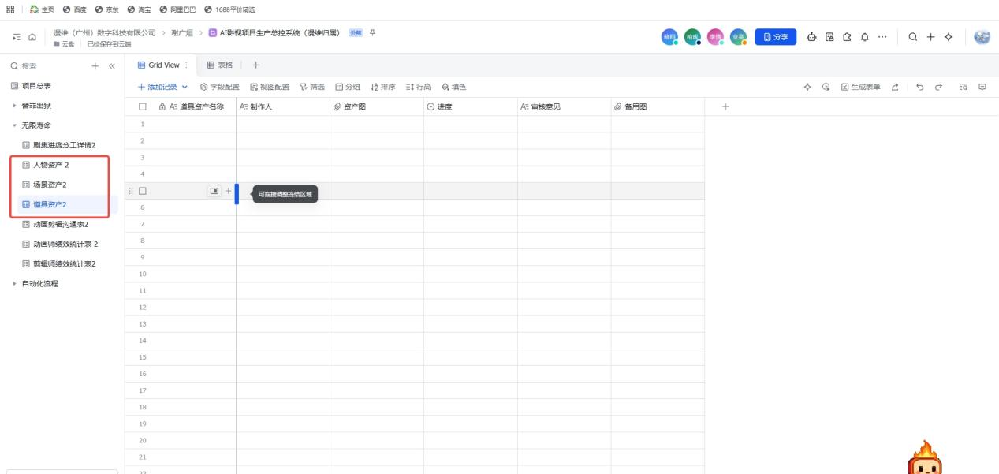 主页 百度 京东 淘宝 阿里巴巴 1688平价精选
漫维（广州）数字科技有限公司 谢广烜 AI影视项目生产总控系统（漫维归属） 外部
云盘 已经保存到云端
晓刚 柏成 李倩 业亮 分享
搜索
项目总表
替罪出狱
无限寿命
剧集进度分工详情2
人物资产 2
场景资产2
道具资产2
动画剪辑沟通表2
动画师绩效统计表 2
剪辑师绩效统计表2
自动化流程
Grid View 表格
添加记录 字段配置 视图配置 筛选 分组 排序 行高 填色 生成表单
道具资产名称 制作人 资产图 进度 审核意见 备用图
1
2
3
4
可拖拽调整冻结区域
6
7
8
9
10
11
12
13
14
15
16
17
18
19
20
21
22